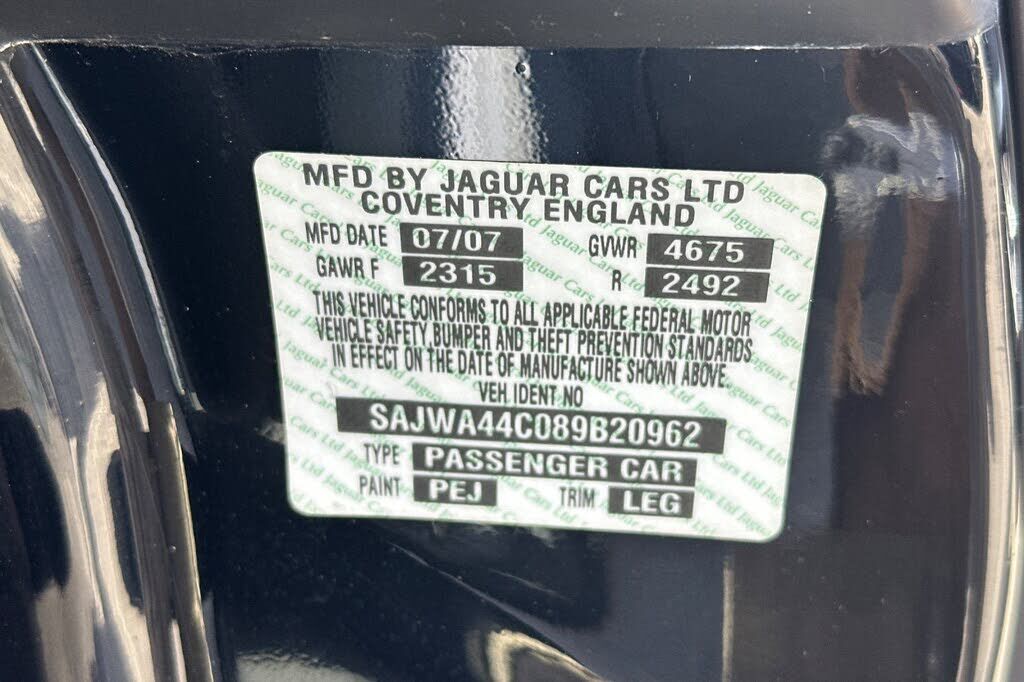 MFD BY JAGUAR CARS LTD
COVENTRY ENGLAND
MFD DATE 07/07 GVWR 4675
GAWR F 2315 R 2492
THIS VEHICLE CONFORMS TO ALL APPLICABLE FEDERAL MOTOR
VEHICLE SAFETY, BUMPER AND THEFT PREVENTION STANDARDS
IN EFFECT ON THE DATE OF MANUFACTURE SHOWN ABOVE.
VEH IDENT NO
SAJWA44C089B20962
TYPE PASSENGER CAR
PAINT PEJ TRIM LEG